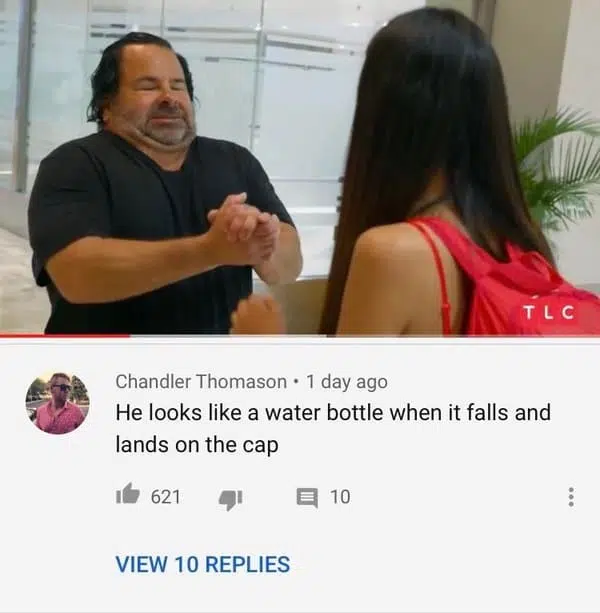 TLC
Chandler Thomason • 1 day ago
He looks like a water bottle when it falls and
lands on the cap
621
10
VIEW 10 REPLIES